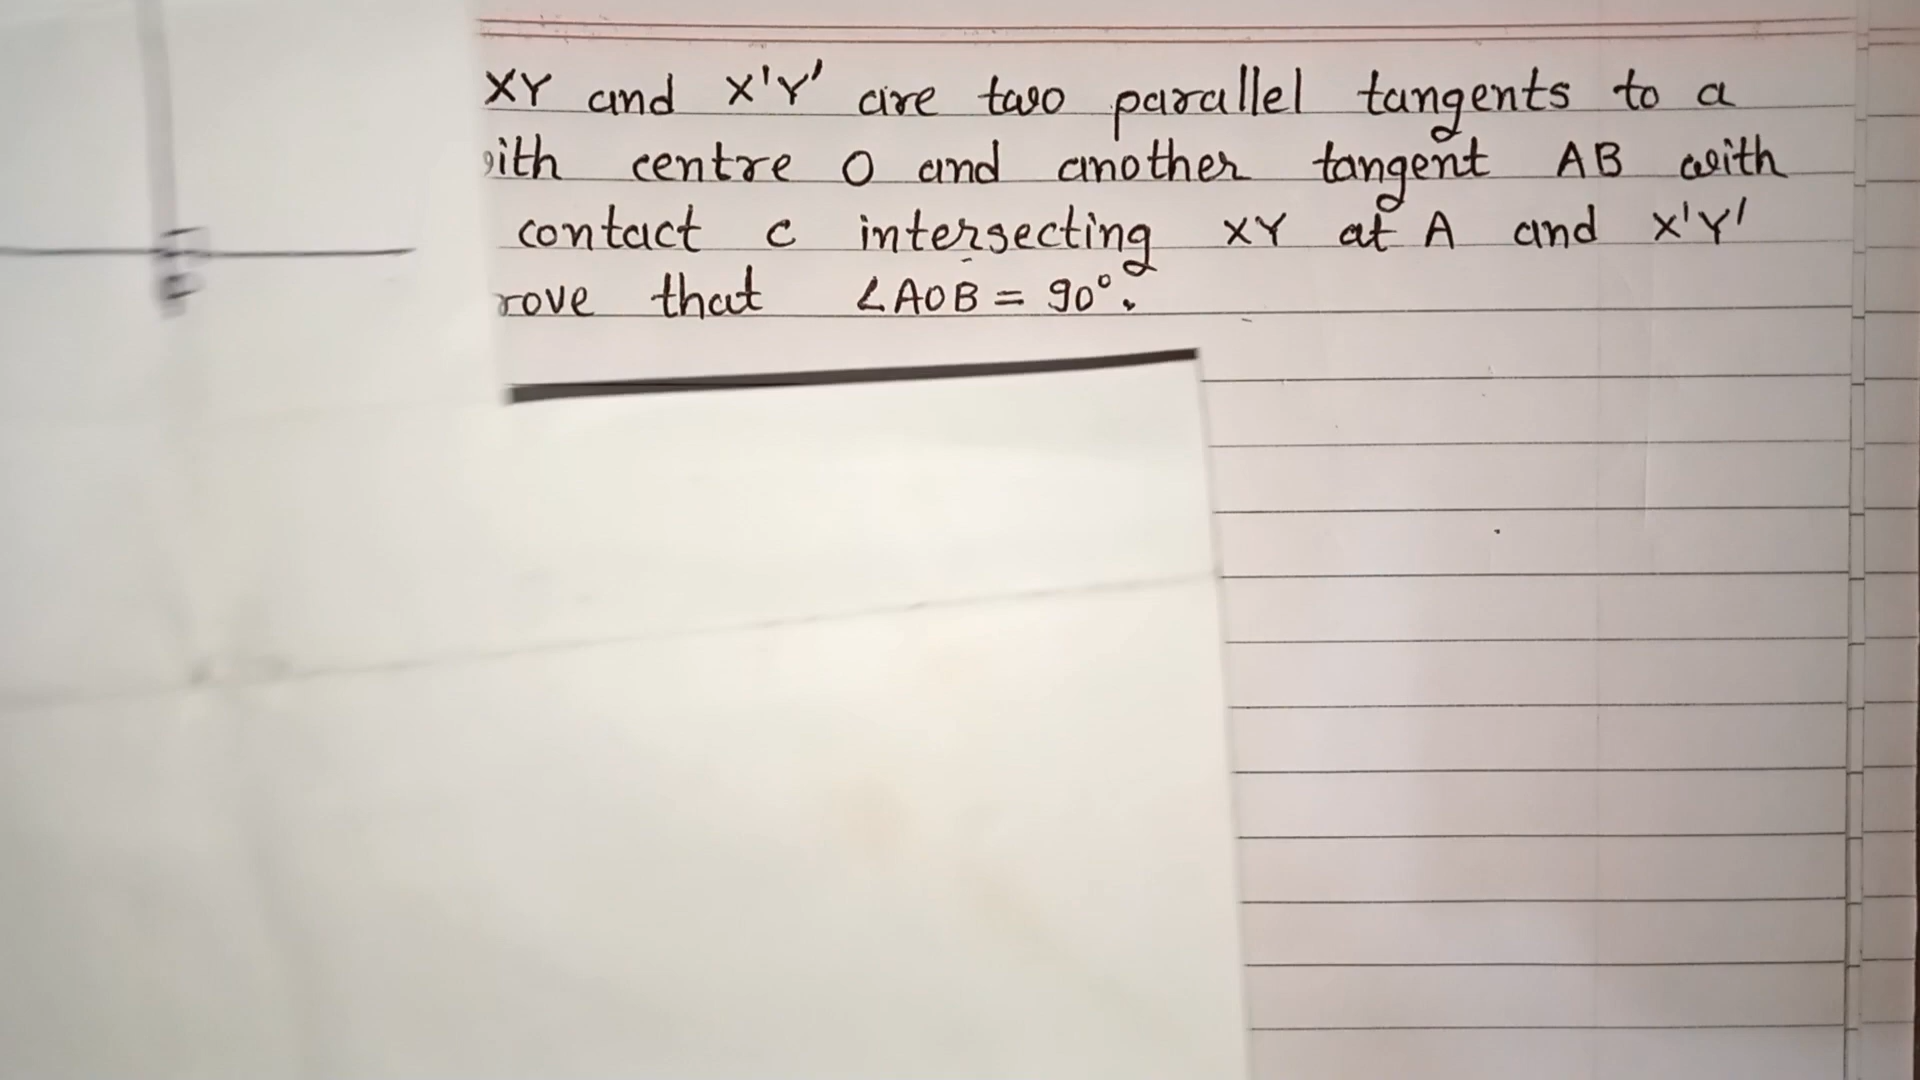 XY and X'Y' are two parallel tangents to a
ith centre O and another tangent AB with
contact c intersecting XY at A and X'Y'
rove that ∠AOB = 90°.